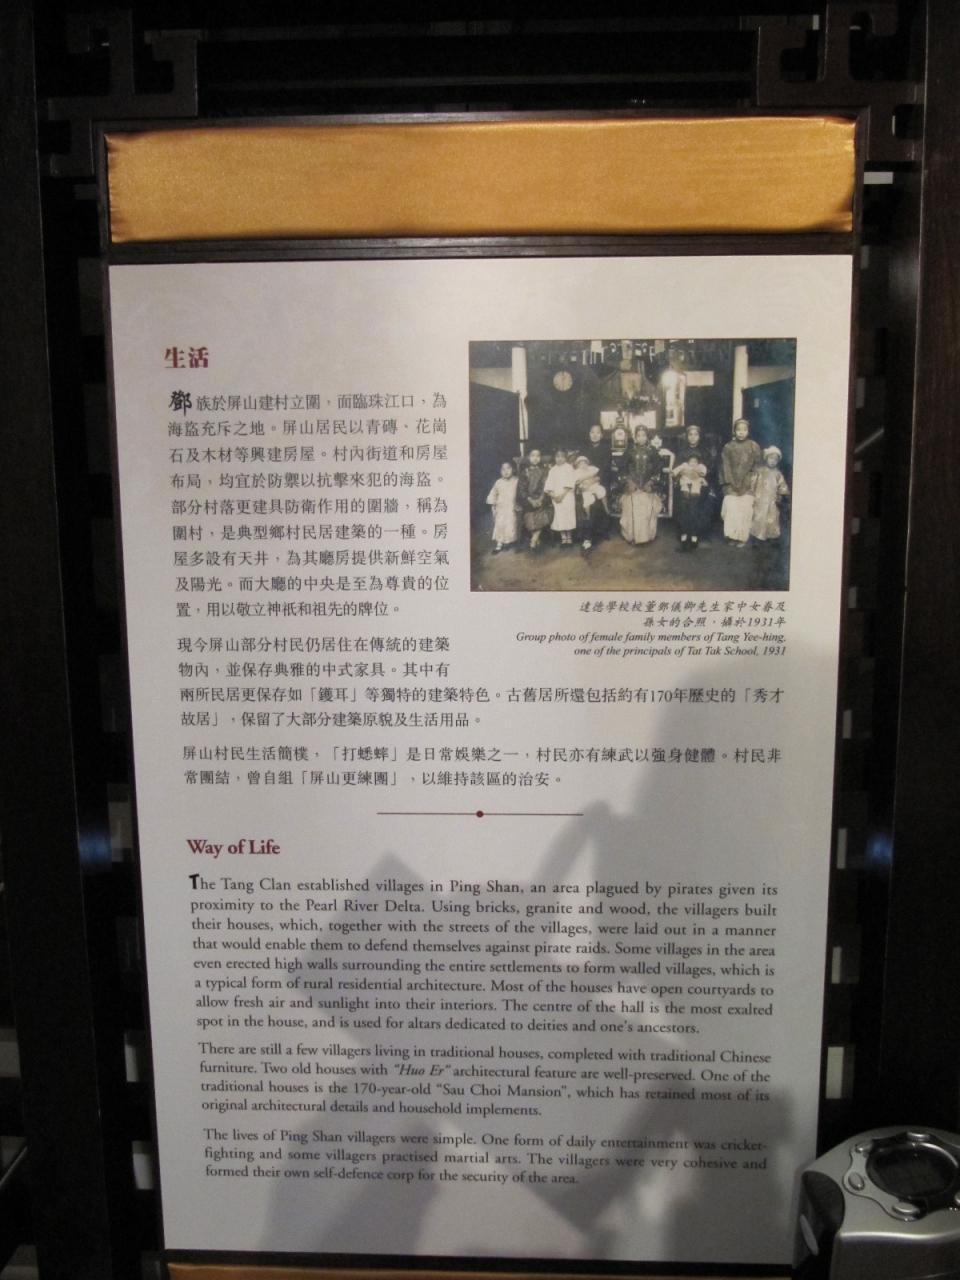 生活
鄧族於屏山建村立圍，面臨珠江口，為
海盜充斥之地。屏山居民以青磚、花崗
石及木材等興建房屋。村內街道和房屋
布局，均宜於防禦以抗擊來犯的海盜。
部分村落更建具防衛作用的圍牆，稱為
圍村，是典型鄉村民居建築的一種。房
屋多設有天井，為其廳房提供新鮮空氣
及陽光。而大廳的中央是至為尊貴的位
置，用以敬立神祇和祖先的牌位。
現今屏山部分村民仍居住在傳統的建築
物內，並保存典雅的中式家具。其中有
兩所民居更保存如「鑊耳」等獨特的建築特色。古舊居所還包括約有170年歷史的「秀才
故居」，保留了大部分建築原貌及生活用品。
屏山村民生活簡樸，「打蟋蟀」是日常娛樂之一，村民亦有練武以強身健體。村民非
常團結，曾自組「屏山更練團」，以維持該區的治安。
達德學校校董鄧儀卿先生家中女眷及
孫女的合照，攝於1931年
Group photo of female family members of Tang Yee-hing,
one of the principals of Tat Tak School, 1931
Way of Life
The Tang Clan established villages in Ping Shan, an area plagued by pirates given its
proximity to the Pearl River Delta. Using bricks, granite and wood, the villagers built
their houses, which, together with the streets of the villages, were laid out in a manner
that would enable them to defend themselves against pirate raids. Some villages in the area
even erected high walls surrounding the entire settlements to form walled villages, which is
a typical form of rural residential architecture. Most of the houses have open courtyards to
allow fresh air and sunlight into their interiors. The centre of the hall is the most exalted
spot in the house, and is used for altars dedicated to deities and one's ancestors.
There are still a few villagers living in traditional houses, completed with traditional Chinese
furniture. Two old houses with "Huo Er" architectural feature are well-preserved. One of the
traditional houses is the 170-year-old "Sau Choi Mansion", which has retained most of its
original architectural details and household implements.
The lives of Ping Shan villagers were simple. One form of daily entertainment was cricket-
fighting and some villagers practised martial arts. The villagers were very cohesive and
formed their own self-defence corp for the security of the area.